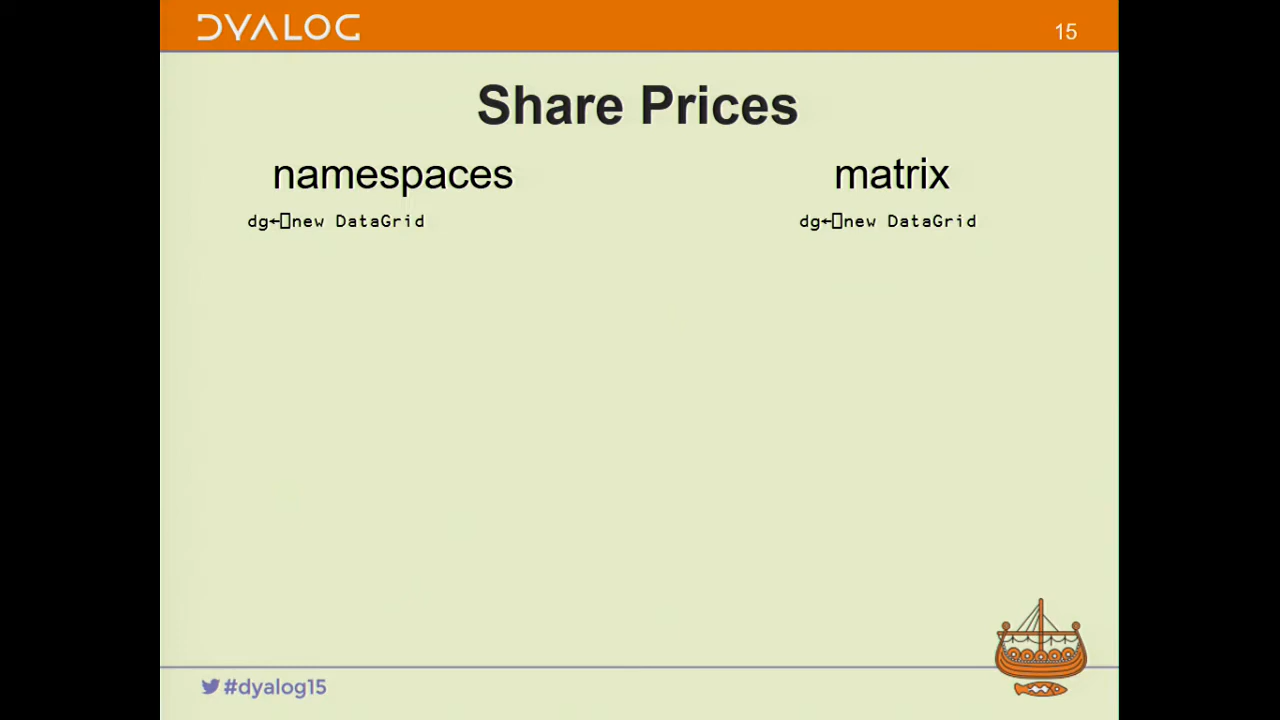 DYALOG
15
Share Prices
namespaces
matrix
dg←⎕new DataGrid
dg←⎕new DataGrid
#dyalog15